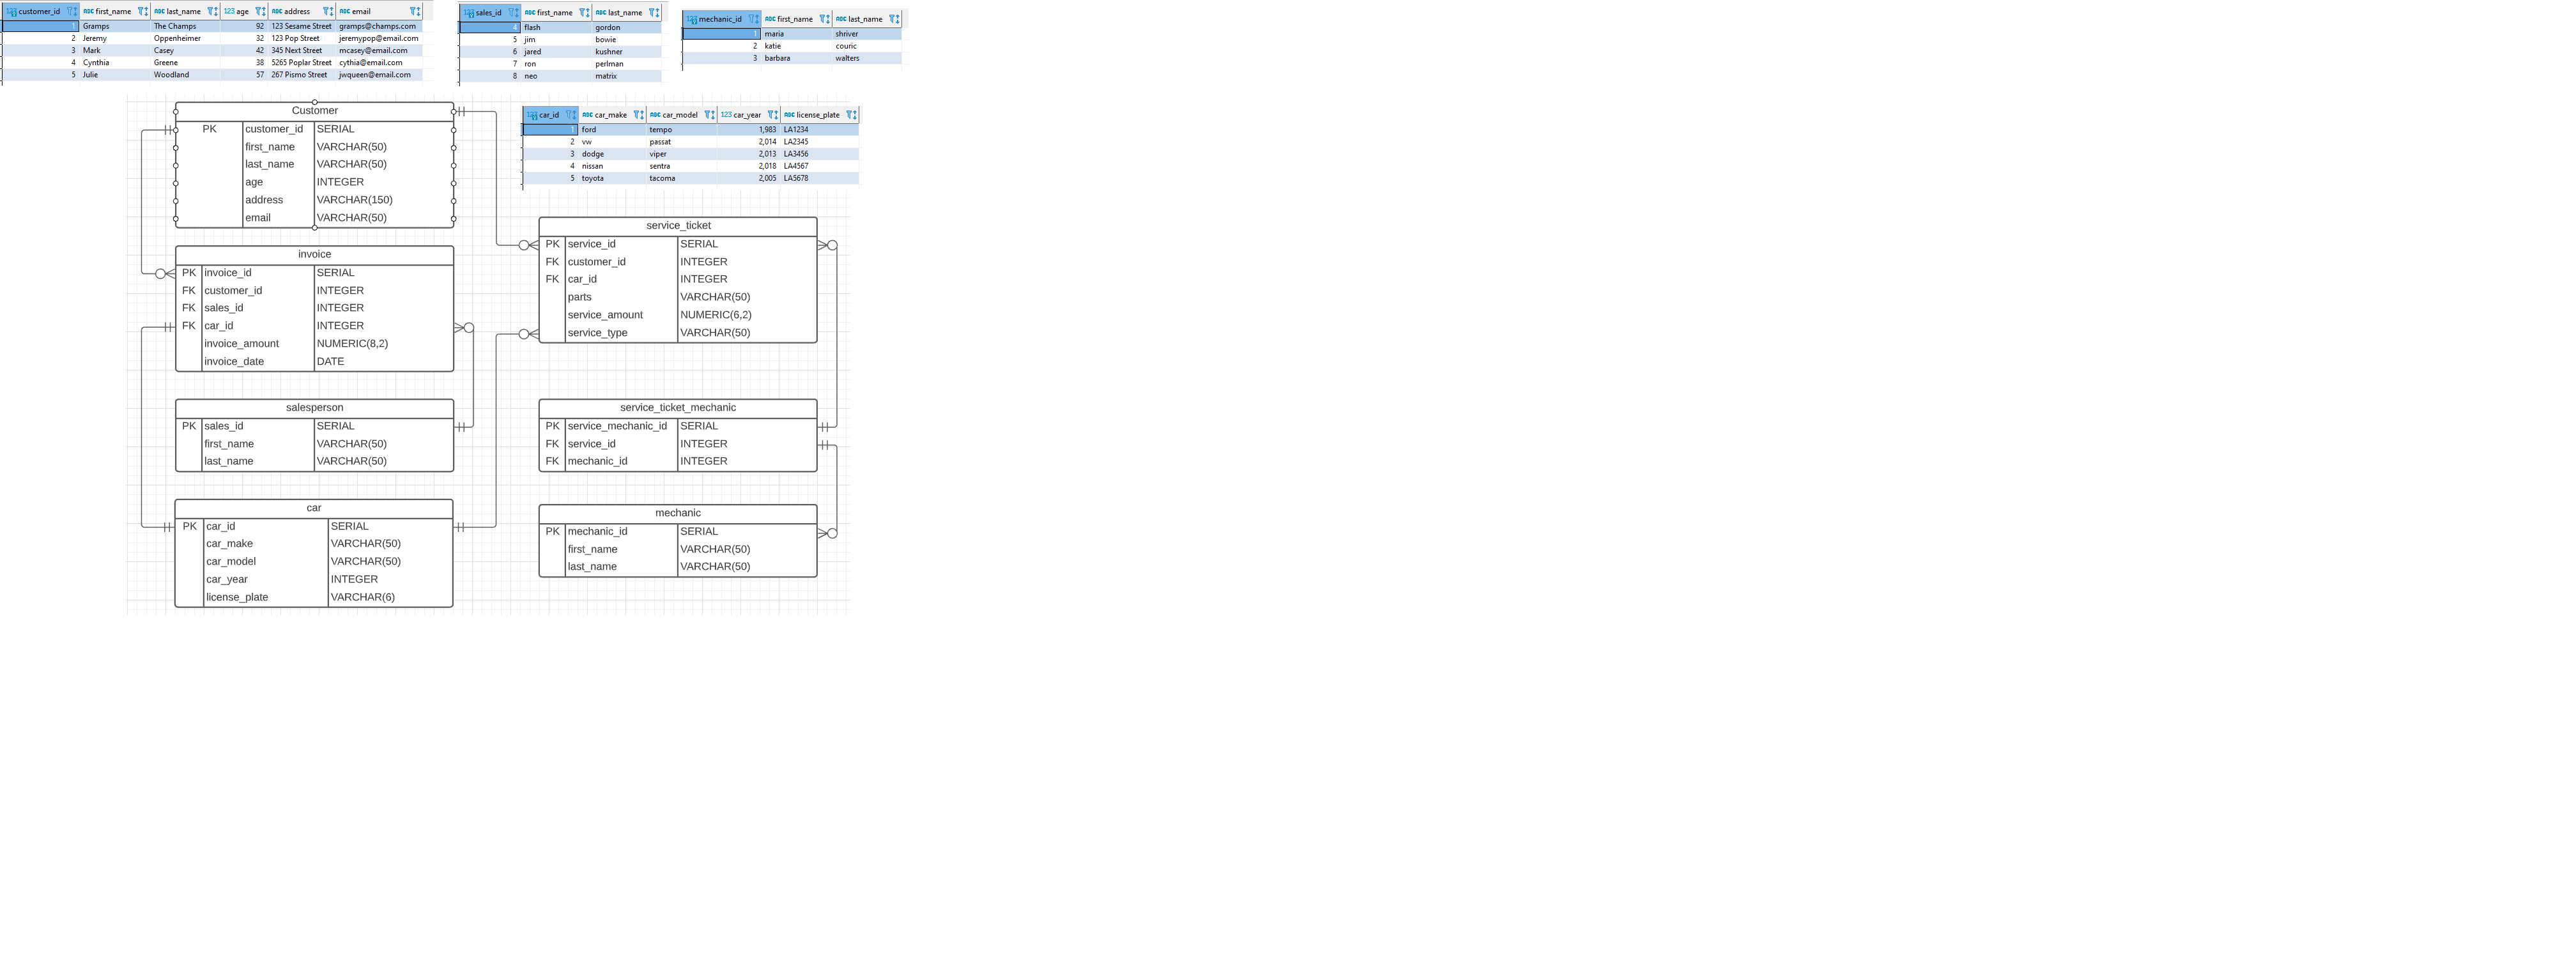 customer_id first_name last_name 123 age ABC address ABC email
1 Gramps The Champs 92 123 Sesame Street gramps@champs.com
2 Jeremy Oppenheimer 32 123 Pop Street jeremypop@email.com
3 Mark Casey 42 345 Next Street mcasey@email.com
4 Cynthia Greene 38 5265 Poplar Street cythia@email.com
5 Julie Woodland 57 267 Pismo Street jwqueen@email.com
sales_id ABC first_name ABC last_name
4 flash gordon
5 jim bowie
6 jared kushner
7 ron perlman
8 neo matrix
mechanic_id ABC first_name ABC last_name
1 maria shriver
2 katie couric
3 barbara walters
car_id ABC car_make ABC car_model 123 car_year ABC license_plate
1 ford tempo 1,983 LA1234
2 vw passat 2,014 LA2345
3 dodge viper 2,013 LA3456
4 nissan sentra 2,018 LA4567
5 toyota tacoma 2,005 LA5678
Customer
PK customer_id SERIAL
first_name VARCHAR(50)
last_name VARCHAR(50)
age INTEGER
address VARCHAR(150)
email VARCHAR(50)
invoice
PK invoice_id SERIAL
FK customer_id INTEGER
FK sales_id INTEGER
FK car_id INTEGER
invoice_amount NUMERIC(8,2)
invoice_date DATE
salesperson
PK sales_id SERIAL
first_name VARCHAR(50)
last_name VARCHAR(50)
car
PK car_id SERIAL
car_make VARCHAR(50)
car_model VARCHAR(50)
car_year INTEGER
license_plate VARCHAR(6)
service_ticket
PK service_id SERIAL
FK customer_id INTEGER
FK car_id INTEGER
parts VARCHAR(50)
service_amount NUMERIC(6,2)
service_type VARCHAR(50)
service_ticket_mechanic
PK service_mechanic_id SERIAL
FK service_id INTEGER
FK mechanic_id INTEGER
mechanic
PK mechanic_id SERIAL
first_name VARCHAR(50)
last_name VARCHAR(50)